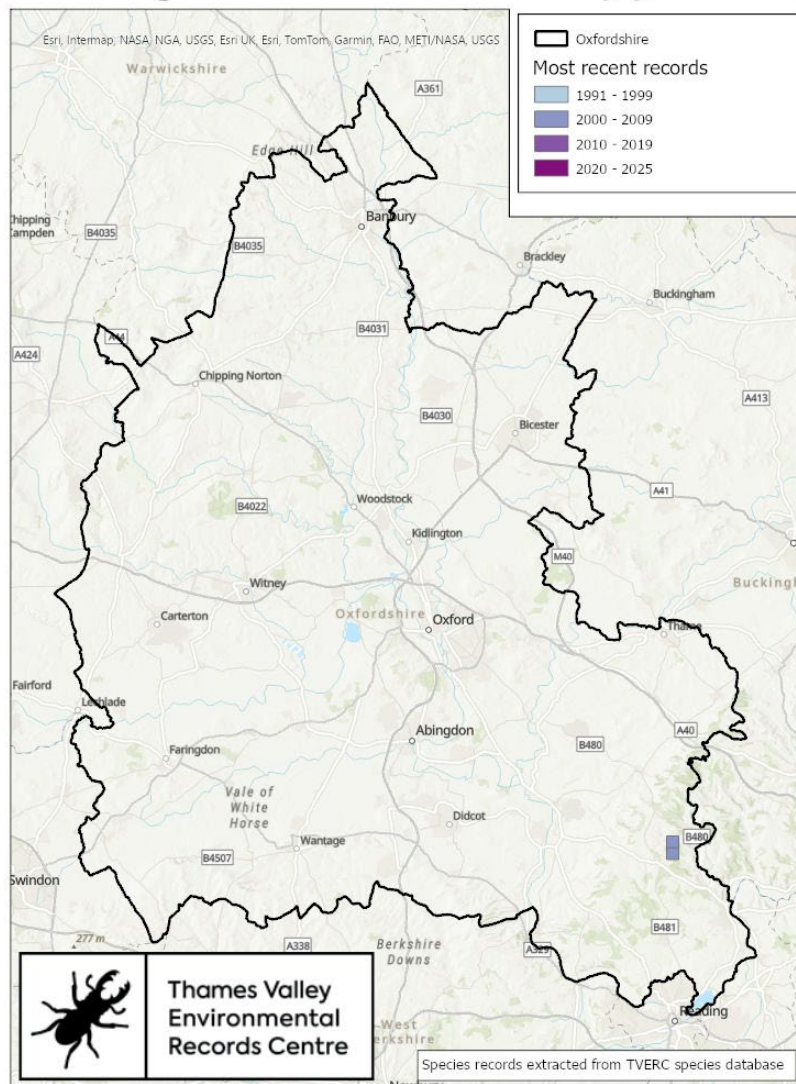 Esri, Intermap, NASA, NGA, USGS, Esri UK, Esri, TomTom, Garmin, FAO, METI/NASA, USGS
Oxfordshire
Most recent records
1991 - 1999
2000 - 2009
2010 - 2019
2020 - 2025
Warwickshire
A361
Edge Hill
Chipping
Campden
B4035
B4035
Banbury
Brackley
Buckingham
A44
B4031
A424
Chipping Norton
B4030
A413
Bicester
B4022
Woodstock
A41
Kidlington
M40
Witney
Buckingh
Carterton
Oxfordshire
Oxford
Thame
Fairford
Lechlade
A40
Abingdon
B480
Faringdon
Vale of
White
Horse
Didcot
B480
Wantage
B4507
Swindon
B481
277 m
A338
Berkshire
Downs
A329
Reading
West
erkshire
Thames Valley
Environmental
Records Centre
Species records extracted from TVERC species database